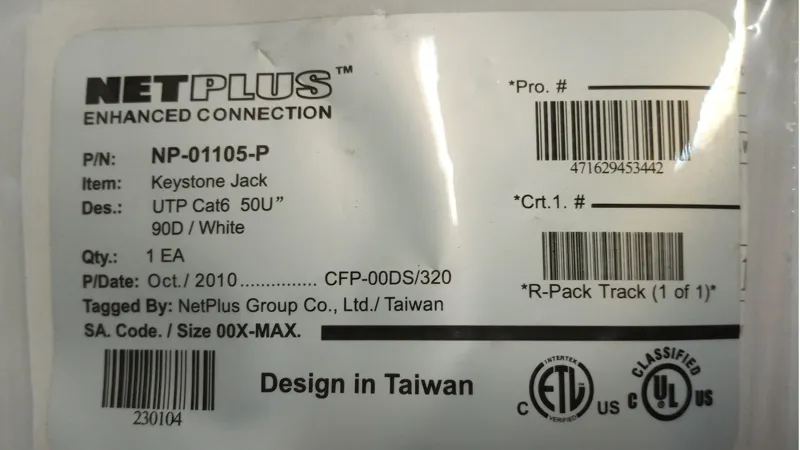 NETPLUS™
ENHANCED CONNECTION
P/N: NP-01105-P
Item: Keystone Jack
Des.: UTP Cat6 50U”
90D / White
Qty.: 1 EA
P/Date: Oct./ 2010............... CFP-00DS/320
Tagged By: NetPlus Group Co., Ltd./ Taiwan
SA. Code. / Size 00X-MAX.
230104
Design in Taiwan
*Pro. #
471629453442
*Crt.1. #
*R-Pack Track (1 of 1)*
INTERTEK
C ETL US
VERIFIED
CLASSIFIED
C UL US